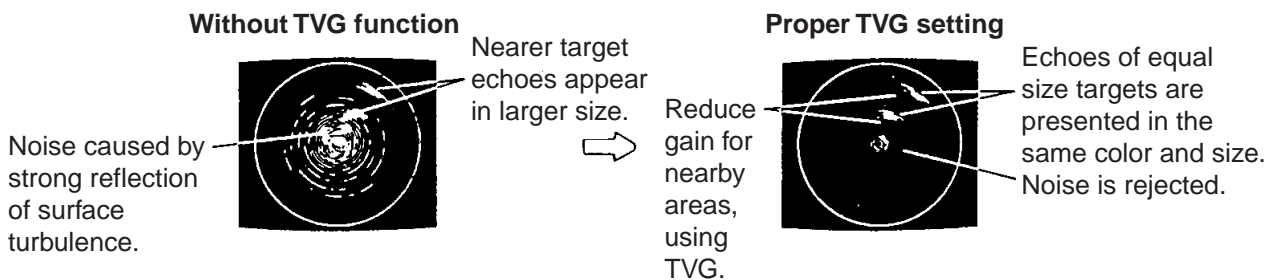 Without TVG function
Nearer target
echoes appear
in larger size.
Noise caused by
strong reflection
of surface
turbulence.
Proper TVG setting
Reduce
gain for
nearby
areas,
using
TVG.
Echoes of equal
size targets are
presented in the
same color and size.
Noise is rejected.